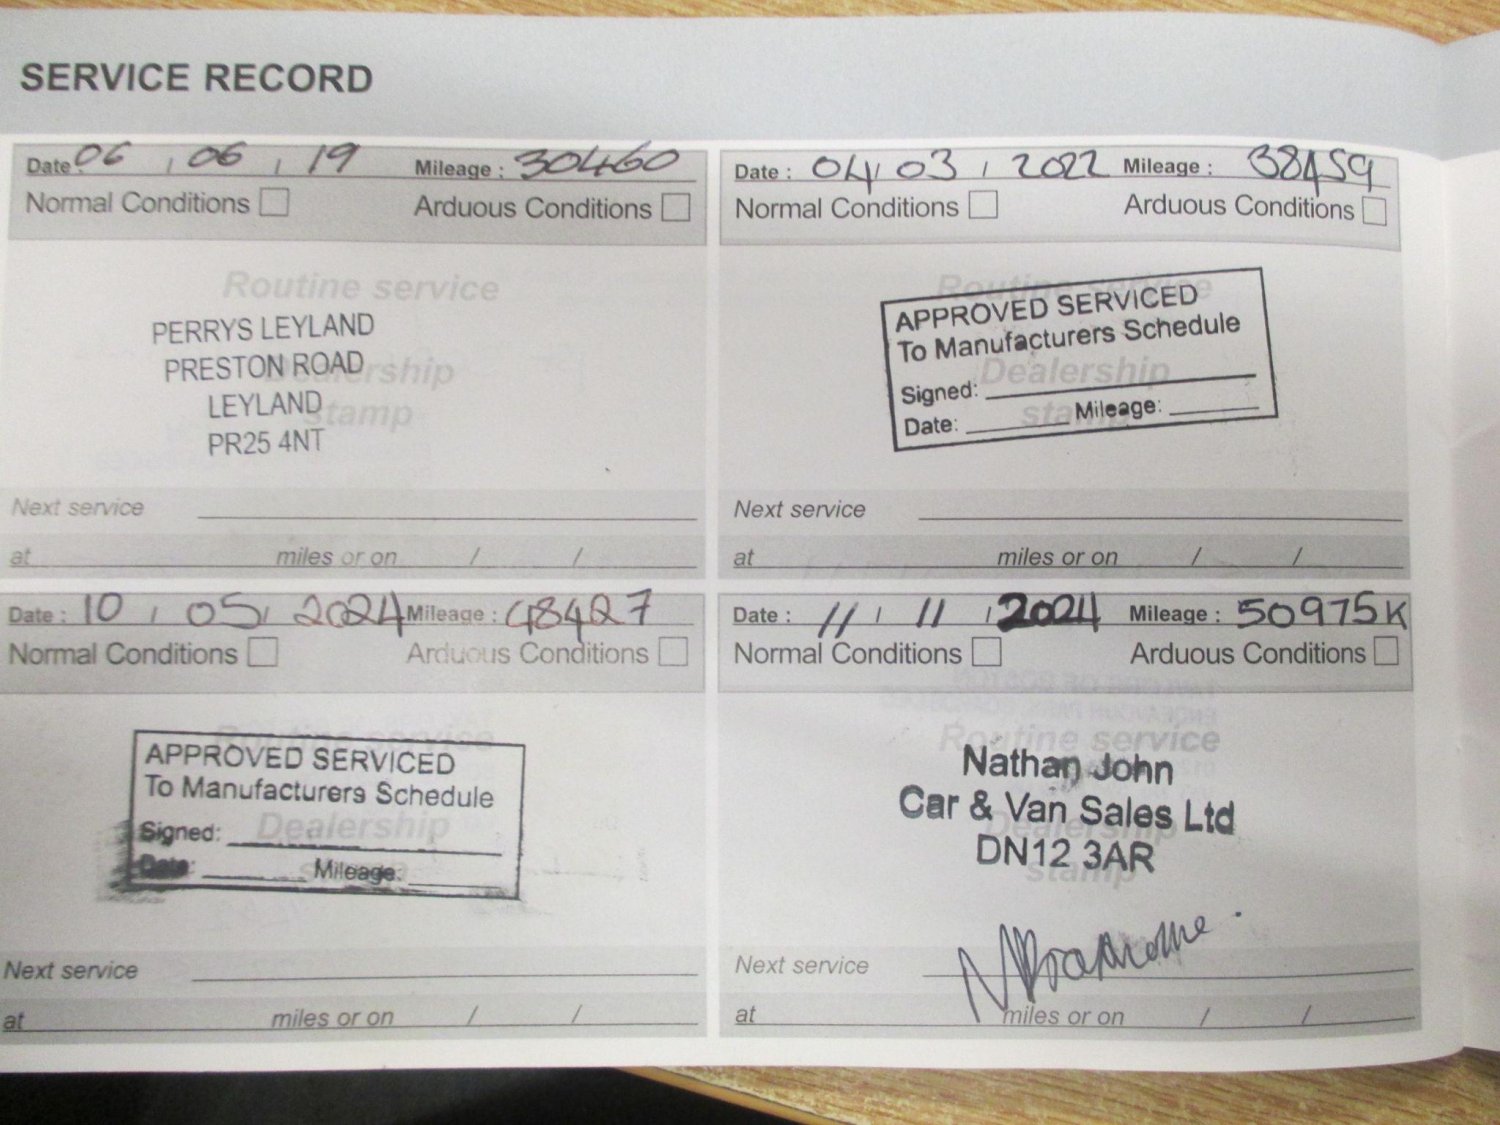 SERVICE RECORD
Date 06 / 06 / 19 Mileage : 30460
Normal Conditions Arduous Conditions
Routine service
Dealership
stamp
PERRYS LEYLAND
PRESTON ROAD
LEYLAND
PR25 4NT
Next service
at miles or on / /
Date : 04 / 03 / 2022 Mileage : 38459
Normal Conditions Arduous Conditions
Routine service
Dealership
stamp
APPROVED SERVICED
To Manufacturers Schedule
Signed:
Date: Mileage:
Next service
at miles or on / /
Date : 10 / 05 / 2024 Mileage : 48427
Normal Conditions Arduous Conditions
Routine service
Dealership
stamp
APPROVED SERVICED
To Manufacturers Schedule
Signed:
Date: Mileage:
Next service
at miles or on / /
Date : 11 / 11 / 2024 Mileage : 50975K
Normal Conditions Arduous Conditions
Routine service
Dealership
stamp
Nathan John
Car & Van Sales Ltd
DN12 3AR
Next service
at miles or on / /